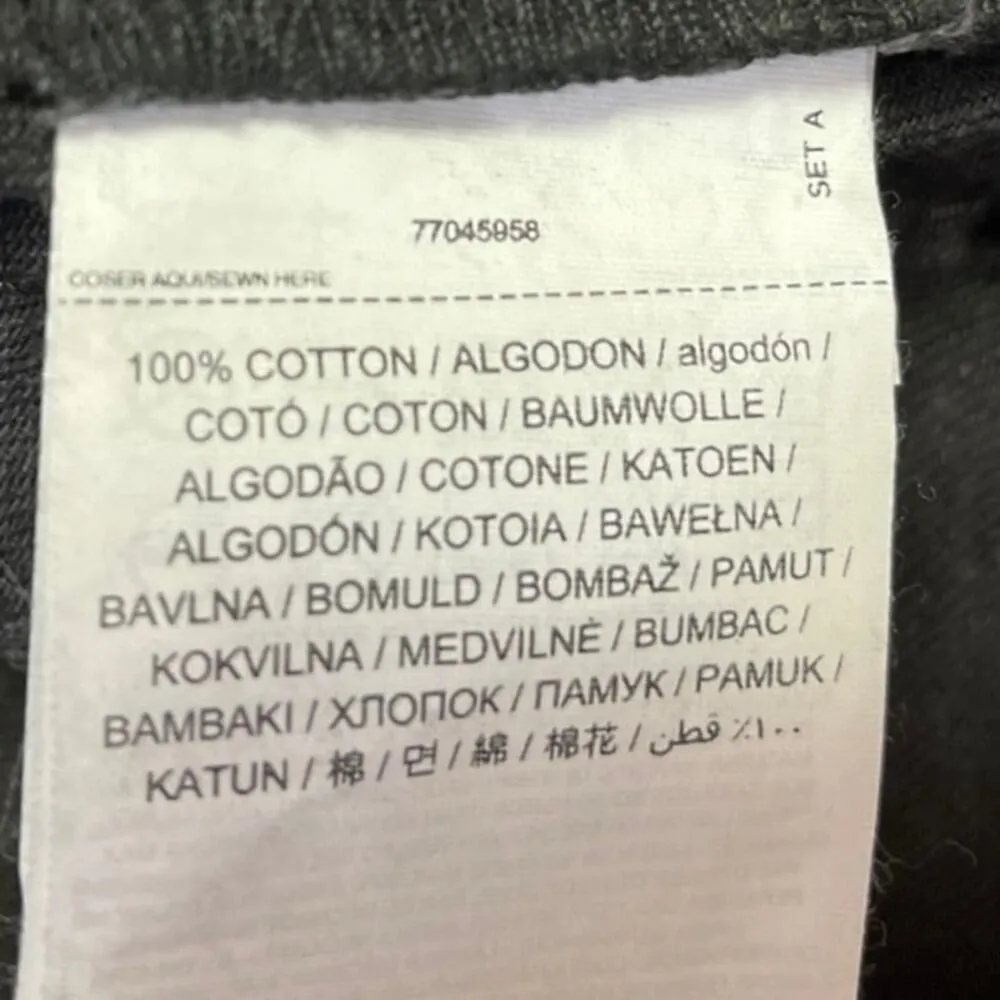 SET A
77045958
COSER AQUI/SEWN HERE
100% COTTON / ALGODON / algodón /
COTÓ / COTON / BAUMWOLLE /
ALGODÃO / COTONE / KATOEN /
ALGODÓN / KOTOIA / BAWEŁNA /
BAVLNA / BOMULD / BOMBAŽ / PAMUT /
KOKVILNA / MEDVILNĖ / BUMBAC /
BAMBAKI / ХЛОПОК / ПАМУК / PAMUK /
KATUN / 棉 / 면 / 綿 / 棉花 / ١٠٠٪ قطن